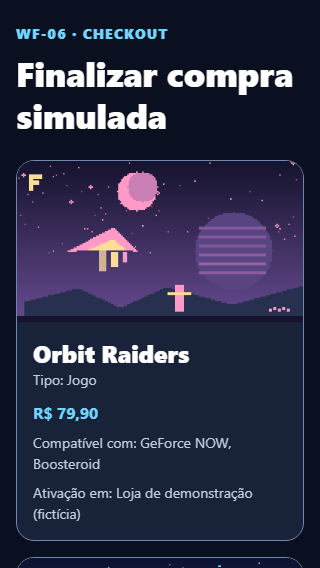 WF-06 · CHECKOUT
Finalizar compra
simulada
F
Orbit Raiders
Tipo: Jogo
R$ 79,90
Compatível com: GeForce NOW,
Boosteroid
Ativação em: Loja de demonstração
(fictícia)